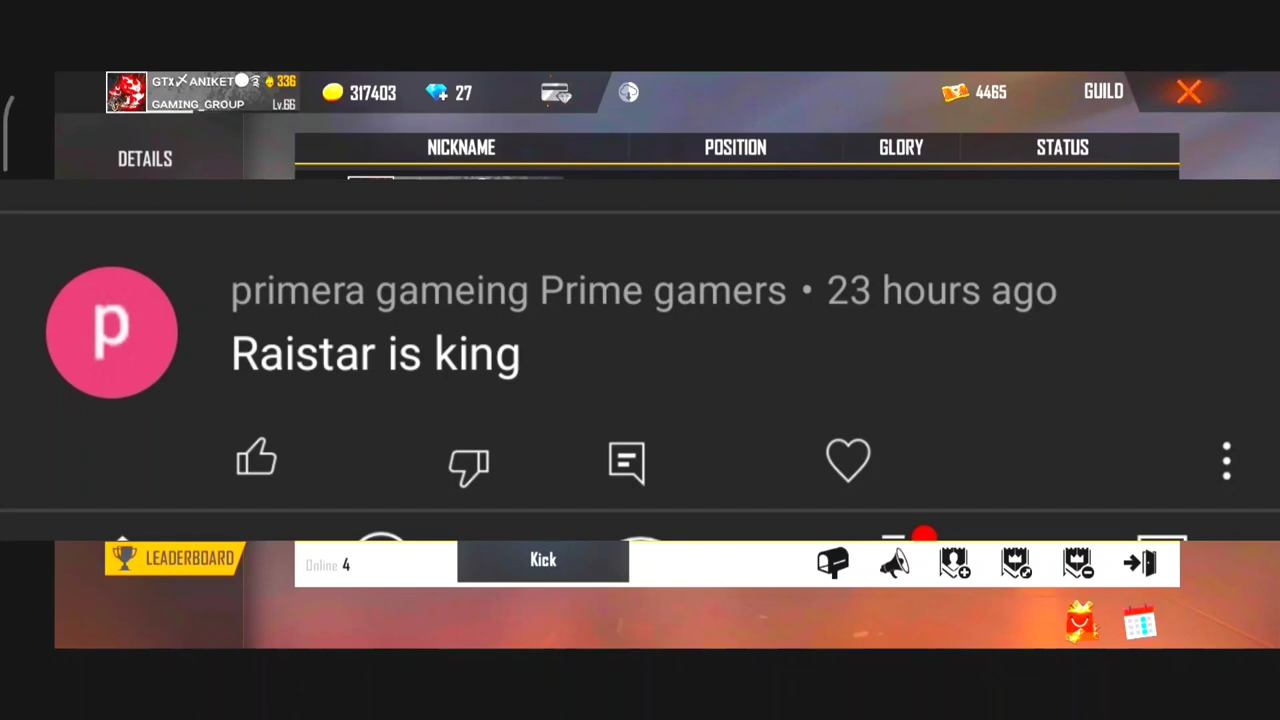 GTX ANIKET 336
GAMING_GROUP Lv.66
317403 27 4465 GUILD
DETAILS
NICKNAME POSITION GLORY STATUS
p
primera gameing Prime gamers • 23 hours ago
Raistar is king
LEADERBOARD
Online 4 Kick